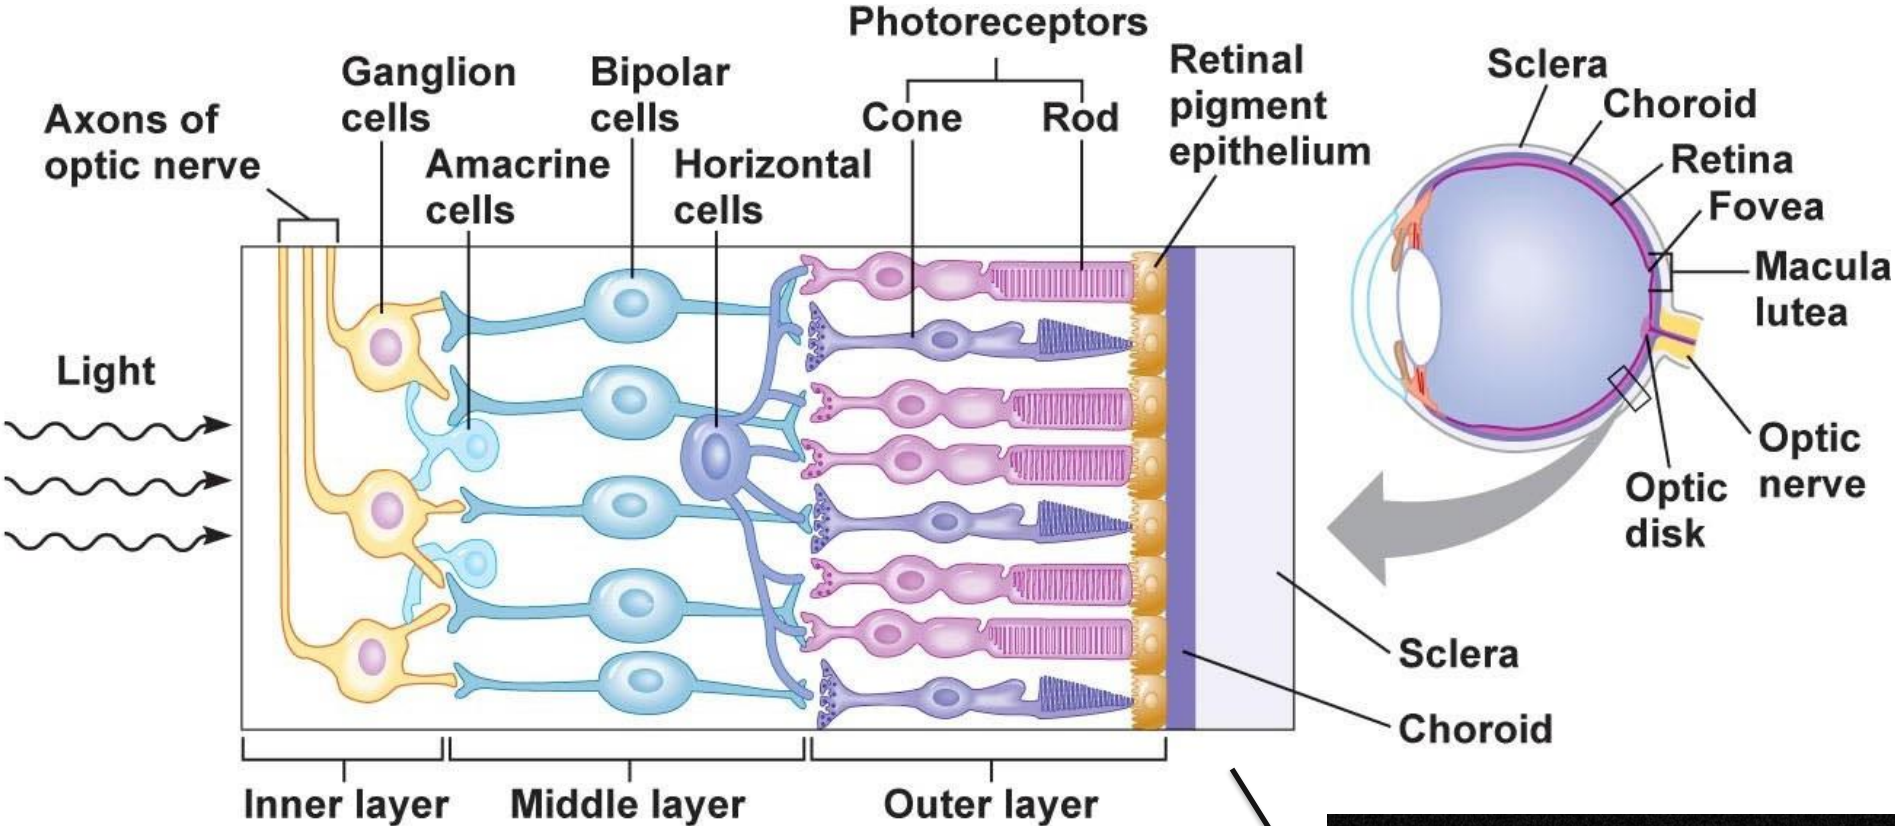 Photoreceptors
Ganglion
cells
Bipolar
cells
Cone
Rod
Retinal
pigment
epithelium
Axons of
optic nerve
Amacrine
cells
Horizontal
cells
Light
Inner layer
Middle layer
Outer layer
Sclera
Choroid
Retina
Fovea
Macula
lutea
Optic
nerve
Optic
disk
Sclera
Choroid